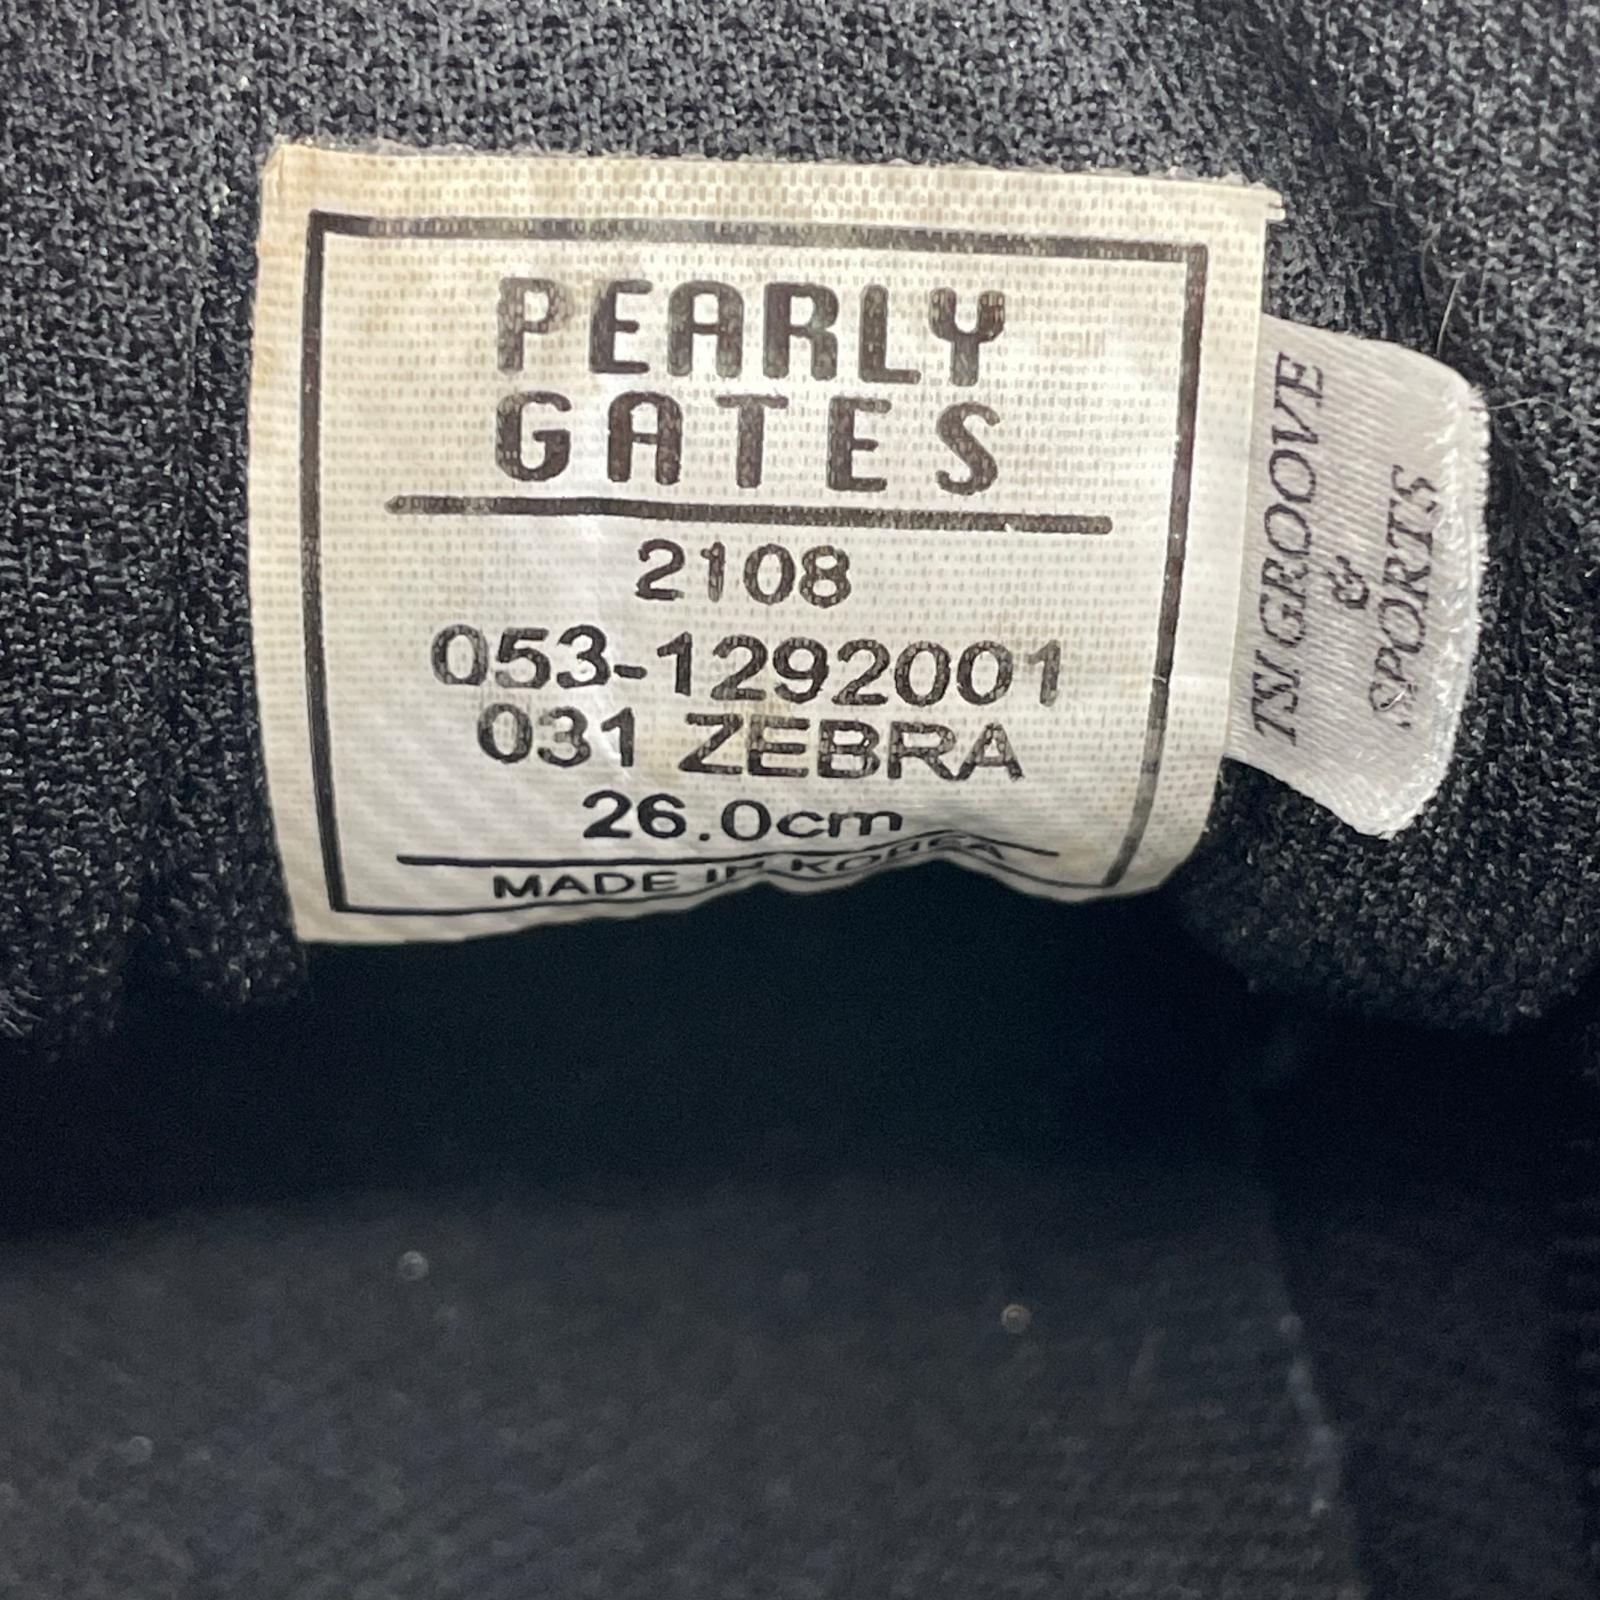 PEARLY
GATES
2108
053-1292001
031 ZEBRA
26.0cm
MADE IN KOREA
TSI GROOVE
&
SPORTS